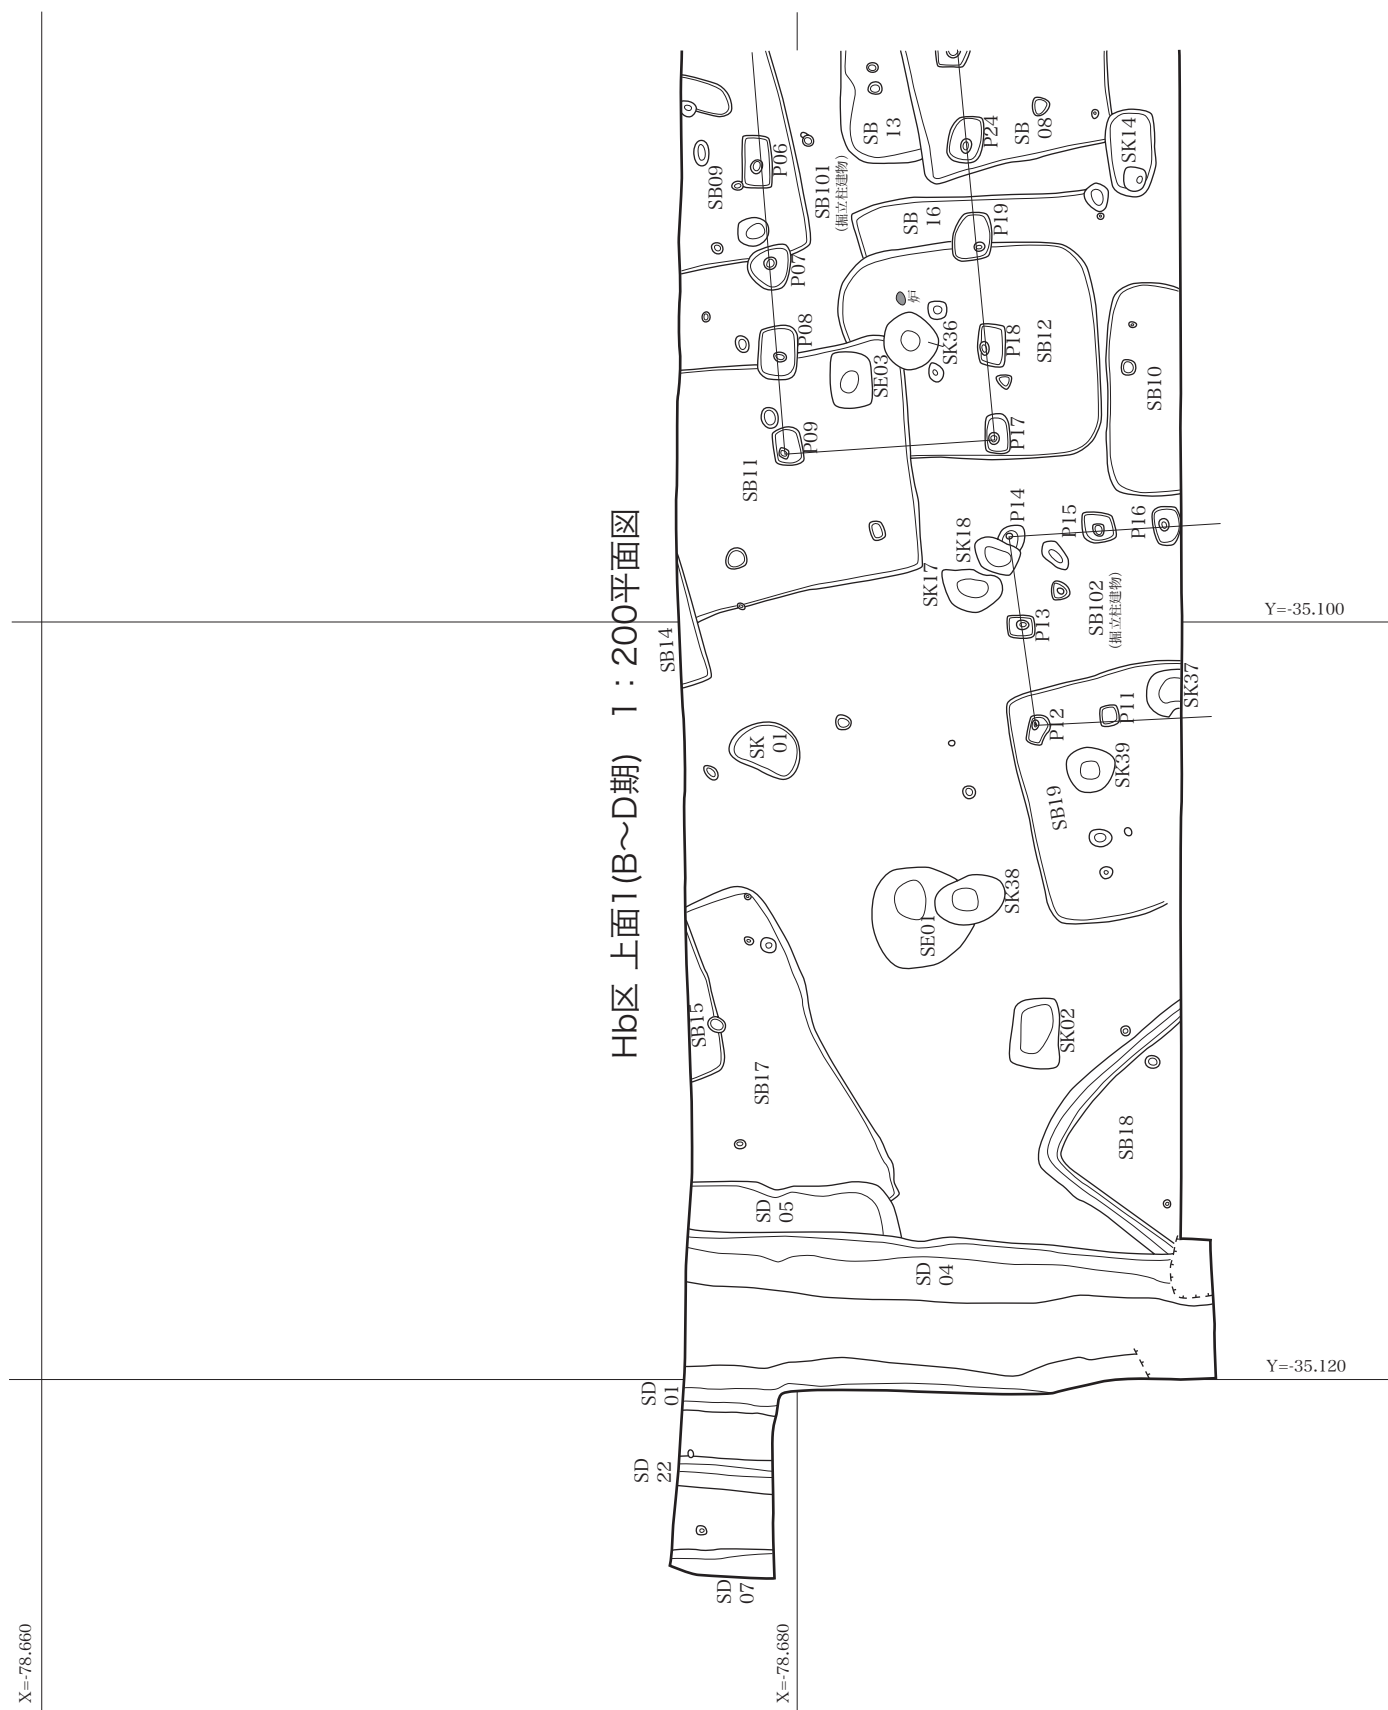 Hb区 上面1(B～D期)　1：200平面図
X=-78.660
X=-78.680
Y=-35.100
Y=-35.120
SB09
P06
SB101
(掘立柱建物)
SB
13
P24
SB
08
SK14
P07
SB
16
P19
炉
P08
SE03
SK36
P18
SB12
SB10
P09
SB11
P17
P14
P15
P16
SK18
SK17
P13
SB102
(掘立柱建物)
SB14
SK
01
P12
P11
SK37
SK39
SB19
SE01
SK38
SB15
SB17
SK02
SB18
SD
05
SD
04
SD
01
SD
22
SD
07